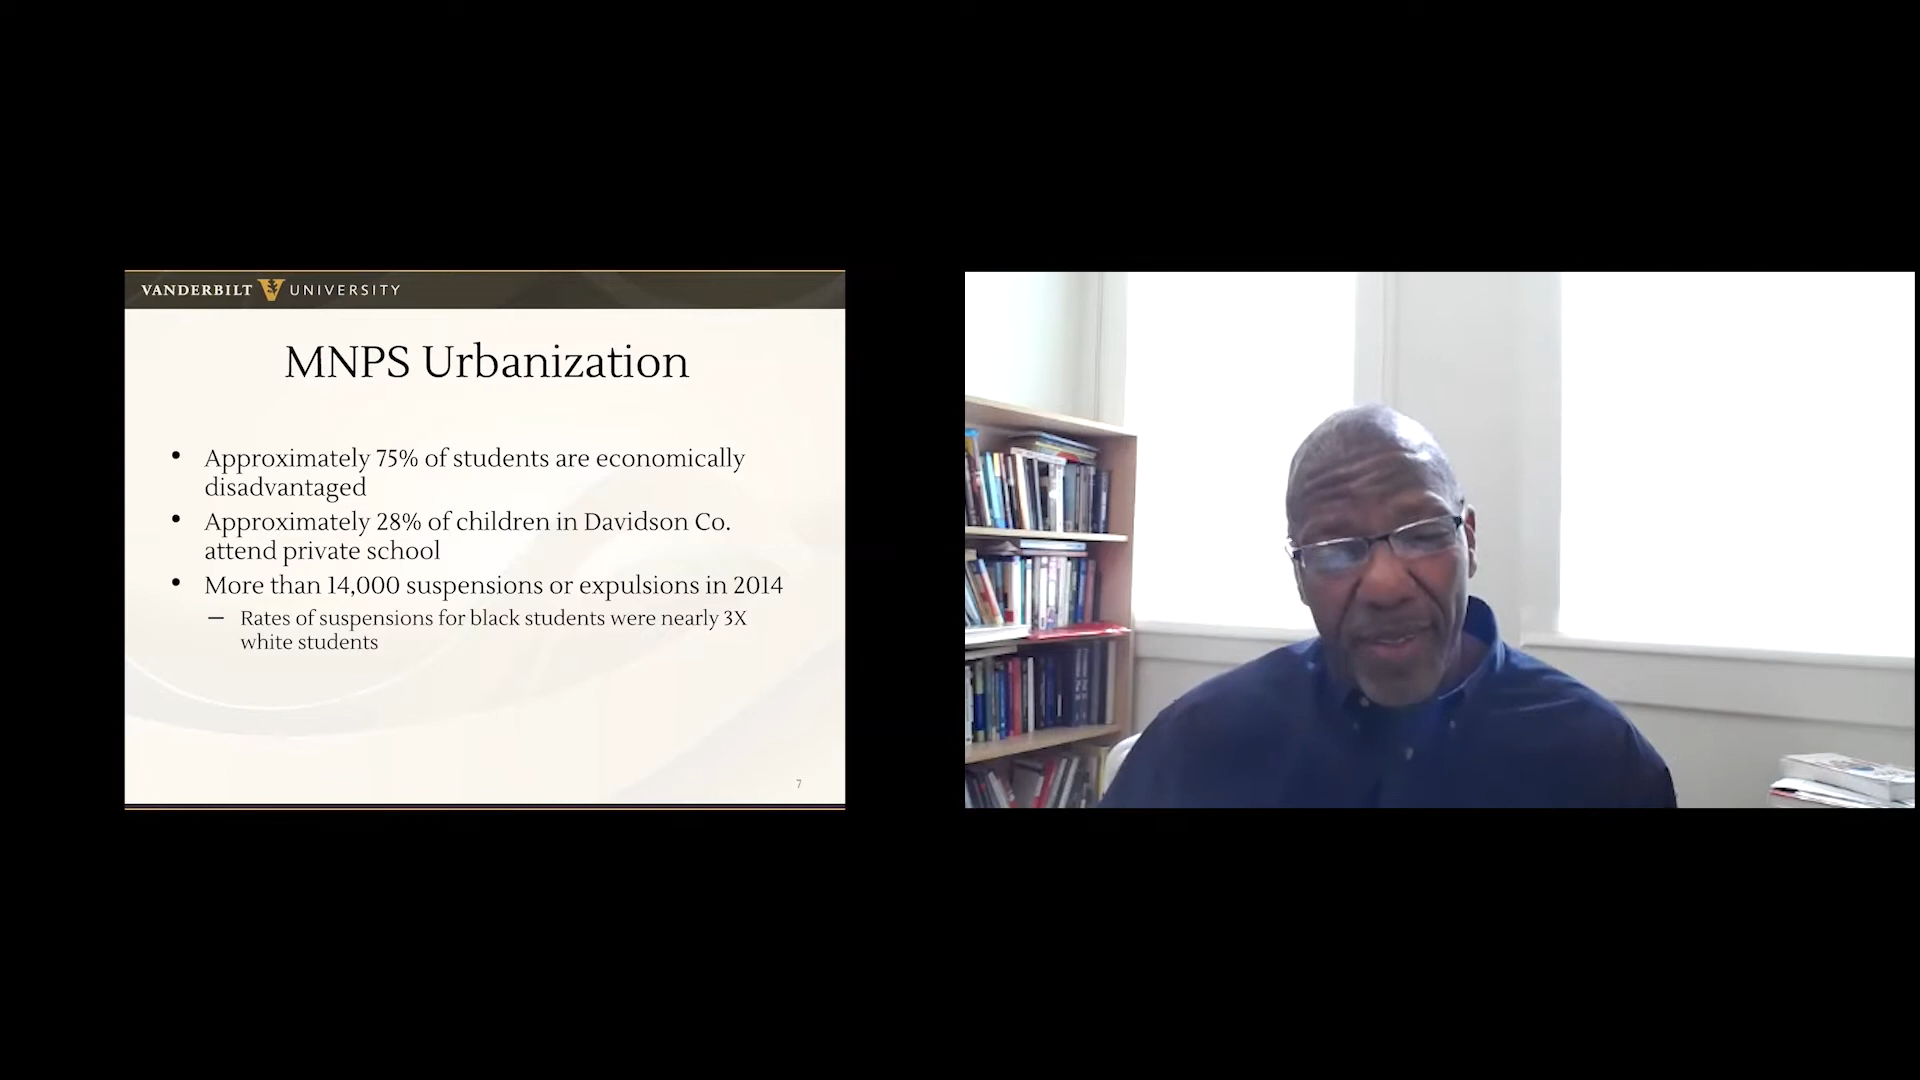 VANDERBILT UNIVERSITY
MNPS Urbanization
• Approximately 75% of students are economically
disadvantaged
• Approximately 28% of children in Davidson Co.
attend private school
• More than 14,000 suspensions or expulsions in 2014
– Rates of suspensions for black students were nearly 3X
white students
7